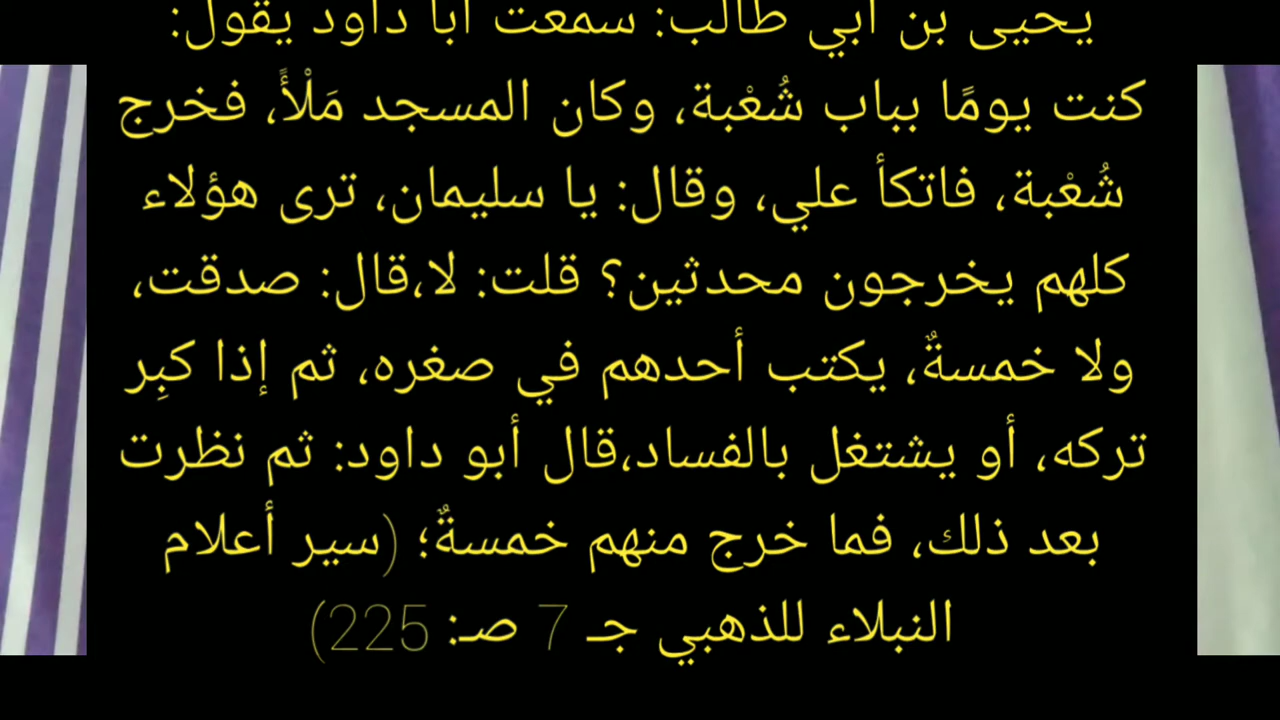 يحيى بن أبي طالب: سمعت أبا داود يقول:
كنت يومًا بباب شُعْبة، وكان المسجد مَلْأً، فخرج
شُعْبة، فاتكأ علي، وقال: يا سليمان، ترى هؤلاء
كلهم يخرجون محدثين؟ قلت: لا،قال: صدقت،
ولا خمسةٌ، يكتب أحدهم في صغره، ثم إذا كبِر
تركه، أو يشتغل بالفساد،قال أبو داود: ثم نظرت
بعد ذلك، فما خرج منهم خمسةٌ؛ (سير أعلام
النبلاء للذهبي جـ 7 صـ: 225)